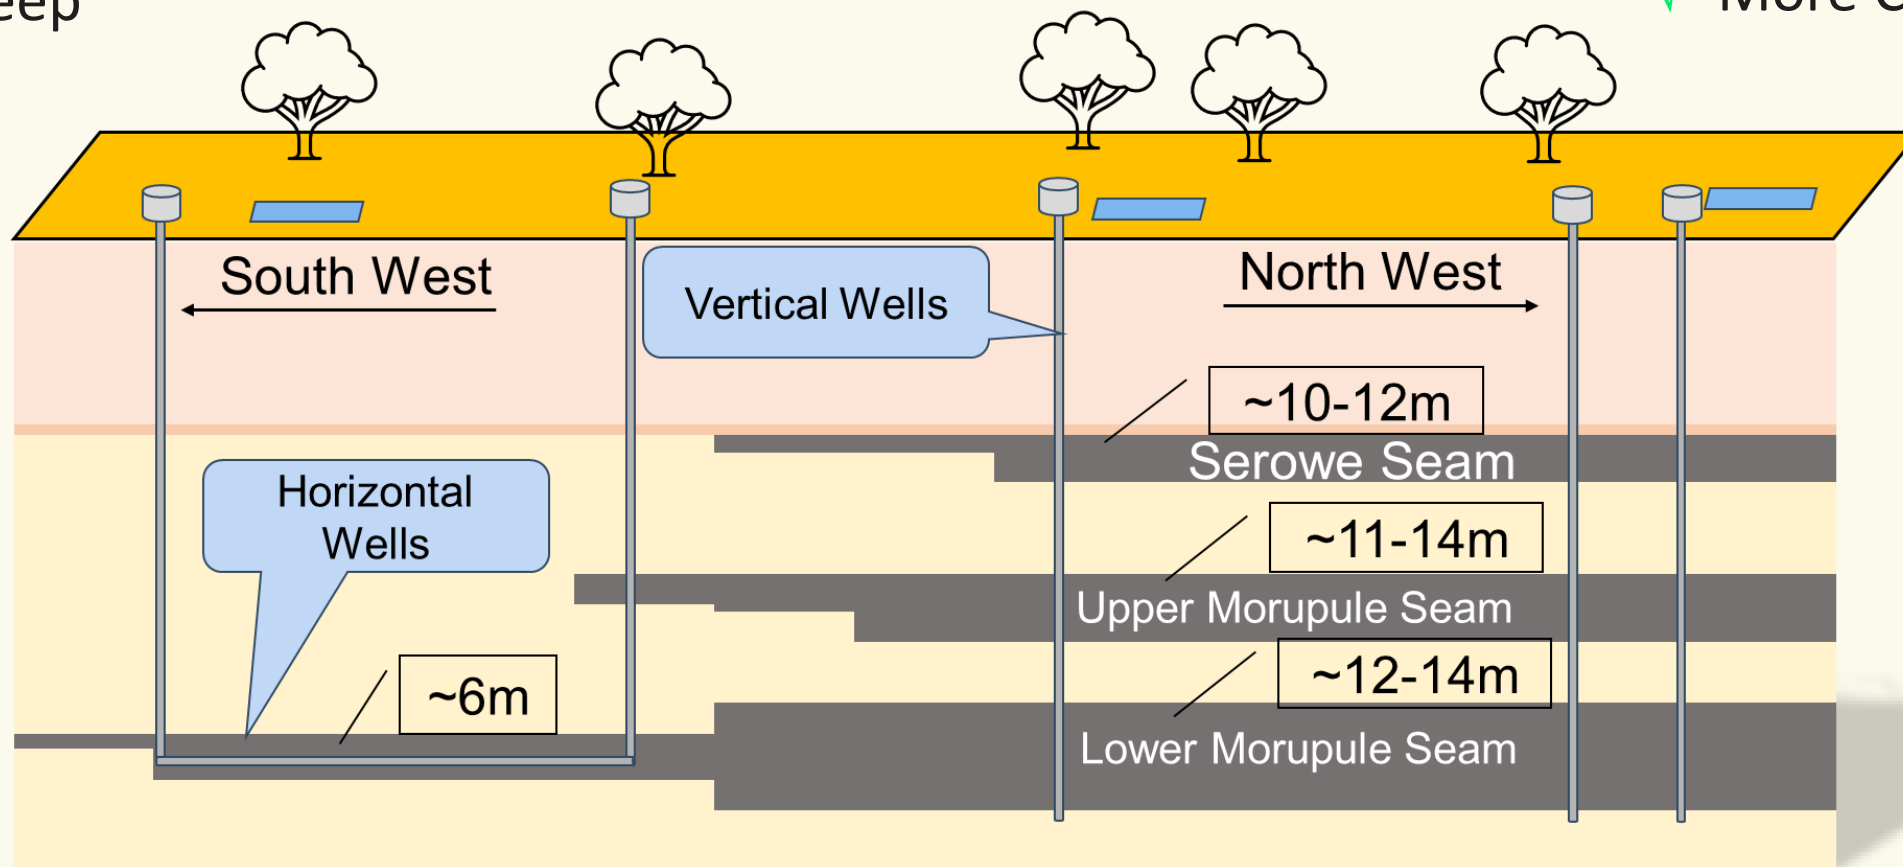 South West
Vertical Wells
North West
~10-12m
Serowe Seam
Horizontal
Wells
~11-14m
Upper Morupule Seam
~6m
~12-14m
Lower Morupule Seam